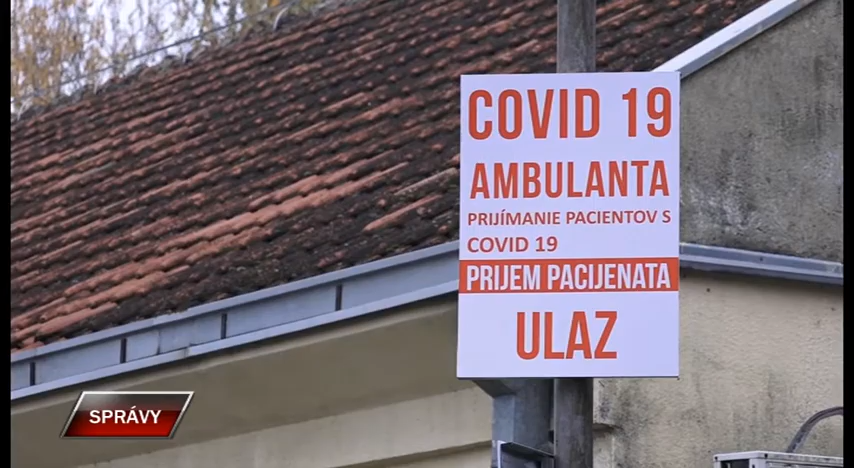 COVID 19
AMBULANTA
PRIJÍMANIE PACIENTOV S
COVID 19
PRIJEM PACIJENATA
ULAZ
SPRÁVY